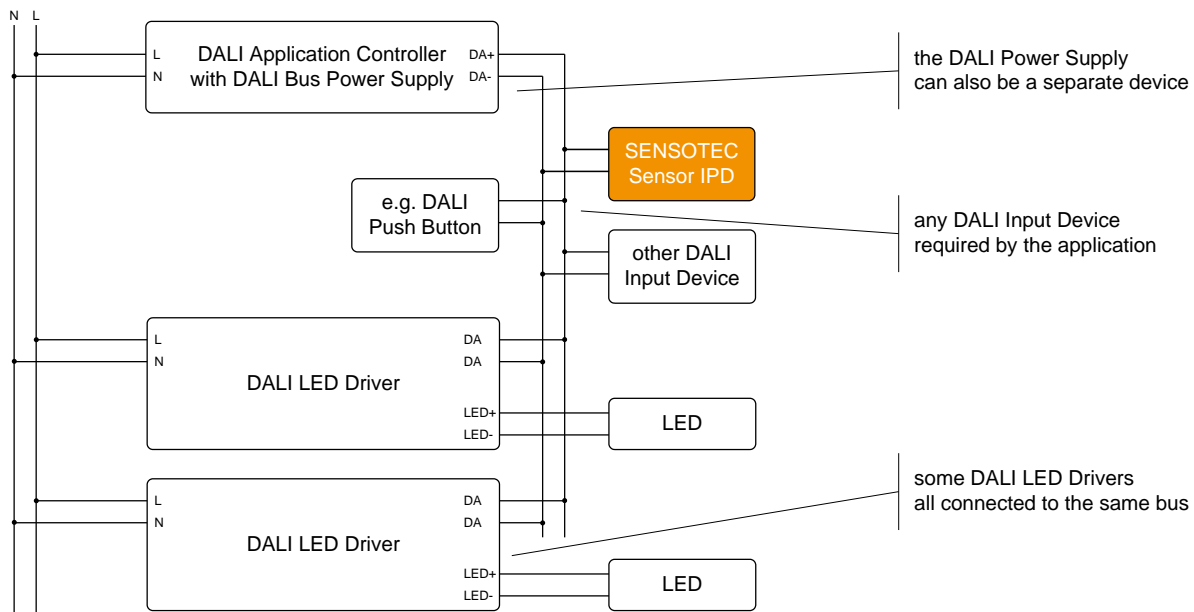 N L
L
N
DALI Application Controller
with DALI Bus Power Supply
DA+
DA-
the DALI Power Supply
can also be a separate device
SENSOTEC
Sensor IPD
e.g. DALI
Push Button
any DALI Input Device
required by the application
other DALI
Input Device
L
N
DALI LED Driver
DA
DA
LED+
LED-
LED
some DALI LED Drivers
all connected to the same bus
L
N
DALI LED Driver
DA
DA
LED+
LED-
LED